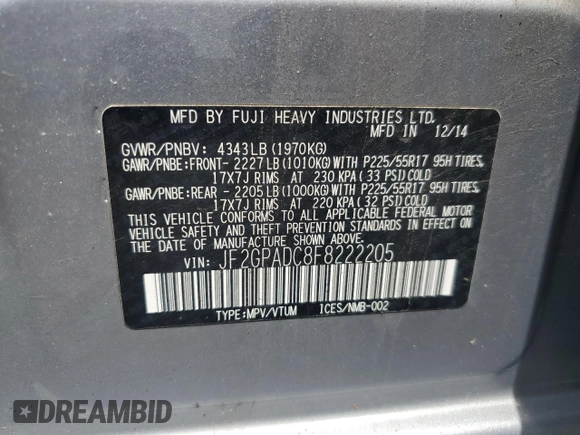 MFD BY FUJI HEAVY INDUSTRIES LTD.
MFD IN 12/14
GVWR/PNBV: 4343LB (1970KG)
GAWR/PNBE:FRONT- 2227LB (1010KG)WITH P225/55R17 95H TIRES,
17X7J RIMS AT 230 KPA ( 33 PSI)COLD
GAWR/PNBE:REAR - 2205LB (1000KG)WITH P225/55R17 95H TIRES,
17X7J RIMS AT 220 KPA ( 32 PSI)COLD
THIS VEHICLE CONFORMS TO ALL APPLICABLE FEDERAL MOTOR
VEHICLE SAFETY AND THEFT PREVENTION STANDARDS IN EFFECT ON
THE DATE OF MANUFACTURE SHOWN ABOVE.
VIN: JF2GPADC8F8222205
TYPE:MPV/VTUM ICES/NMB-002
DREAMBID